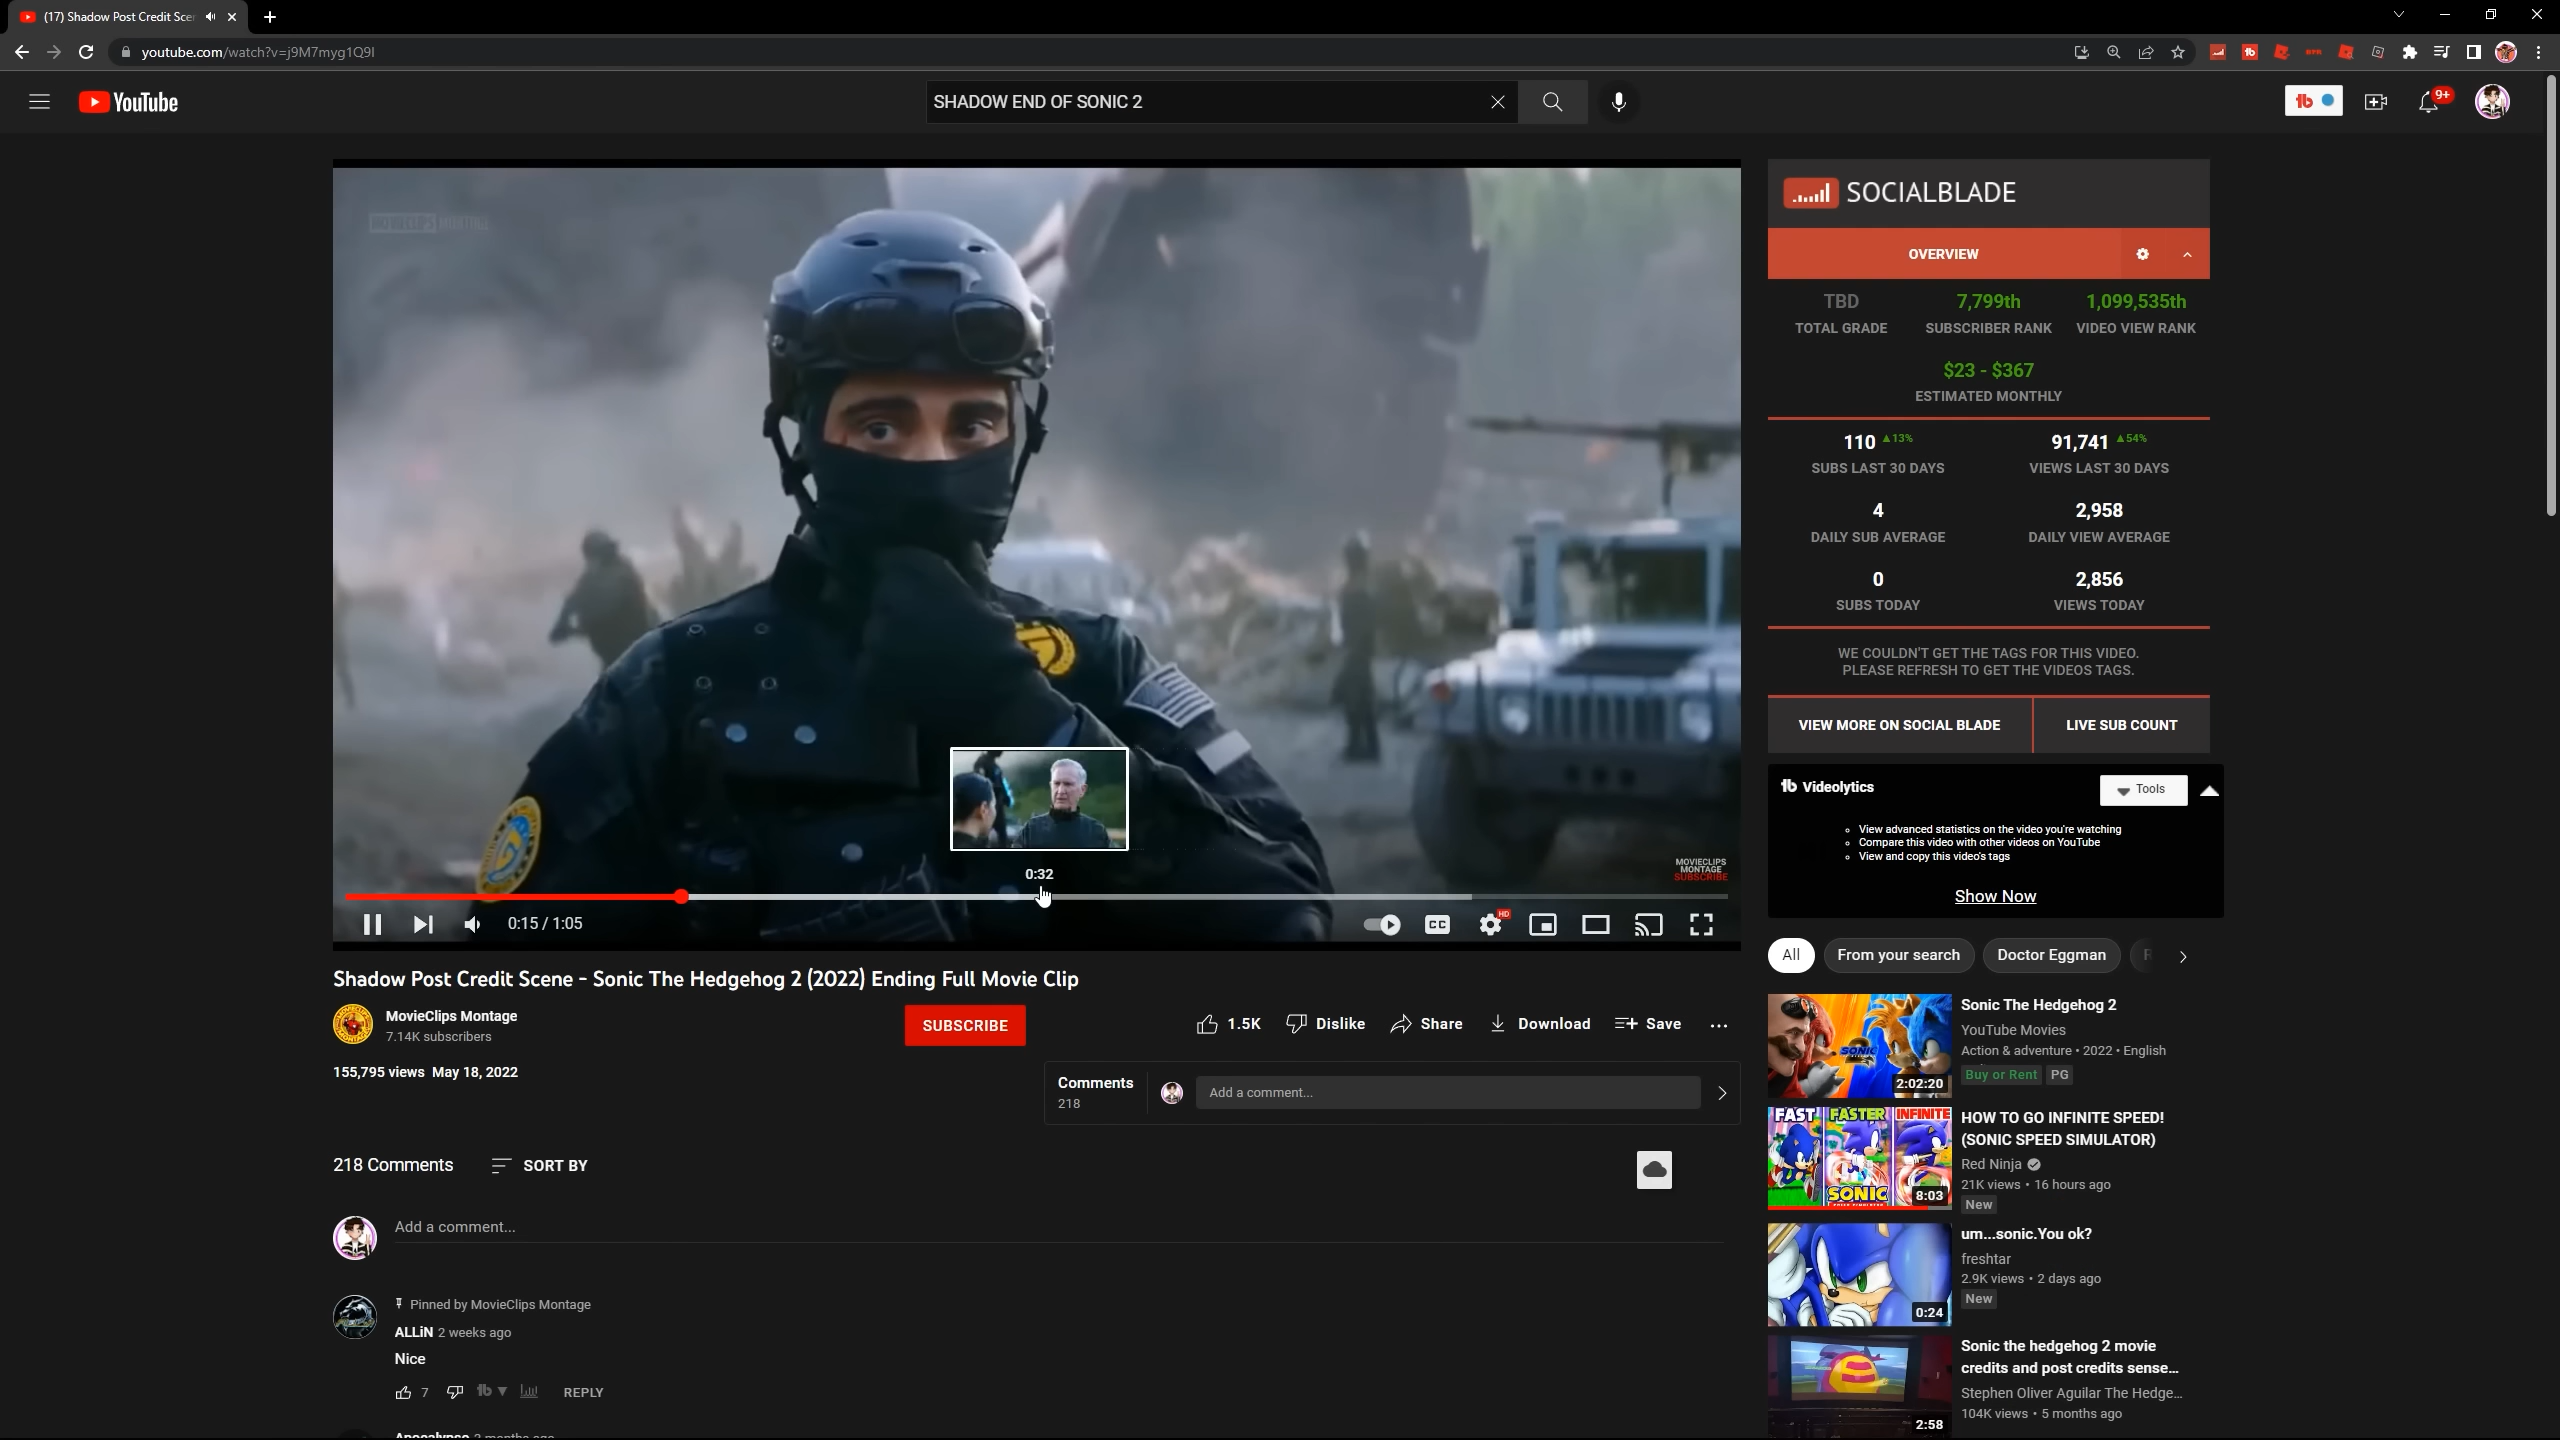 (17) Shadow Post Credit Scen
youtube.com/watch?v=j9M7myg1Q9I
YouTube
SHADOW END OF SONIC 2
9+
MOVIECLIPS MONTAGE
0:32
MOVIECLIPS
MONTAGE
SUBSCRIBE
0:15 / 1:05
CC
HD
Shadow Post Credit Scene - Sonic The Hedgehog 2 (2022) Ending Full Movie Clip
MovieClips Montage
7.14K subscribers
SUBSCRIBE
1.5K
Dislike
Share
Download
Save
155,795 views May 18, 2022
Comments
218
Add a comment...
218 Comments
SORT BY
Add a comment...
Pinned by MovieClips Montage
ALLiN 2 weeks ago
Nice
7
REPLY
Apocalypse 2 months ago
SOCIALBLADE
OVERVIEW
TBD
TOTAL GRADE
7,799th
SUBSCRIBER RANK
1,099,535th
VIDEO VIEW RANK
$23 - $367
ESTIMATED MONTHLY
110 ▲13%
SUBS LAST 30 DAYS
91,741 ▲54%
VIEWS LAST 30 DAYS
4
DAILY SUB AVERAGE
2,958
DAILY VIEW AVERAGE
0
SUBS TODAY
2,856
VIEWS TODAY
WE COULDN'T GET THE TAGS FOR THIS VIDEO.
PLEASE REFRESH TO GET THE VIDEOS TAGS.
VIEW MORE ON SOCIAL BLADE
LIVE SUB COUNT
Videolytics
Tools
View advanced statistics on the video you're watching
Compare this video with other videos on YouTube
View and copy this video's tags
Show Now
All
From your search
Doctor Eggman
SONIC
2:02:20
Sonic The Hedgehog 2
YouTube Movies
Action & adventure • 2022 • English
Buy or Rent
PG
FAST
FASTER
INFINITE
SONIC
8:03
HOW TO GO INFINITE SPEED!
(SONIC SPEED SIMULATOR)
Red Ninja
21K views • 16 hours ago
New
0:24
um...sonic.You ok?
freshtar
2.9K views • 2 days ago
New
2:58
Sonic the hedgehog 2 movie
credits and post credits sense...
Stephen Oliver Aguilar The Hedge...
104K views • 5 months ago